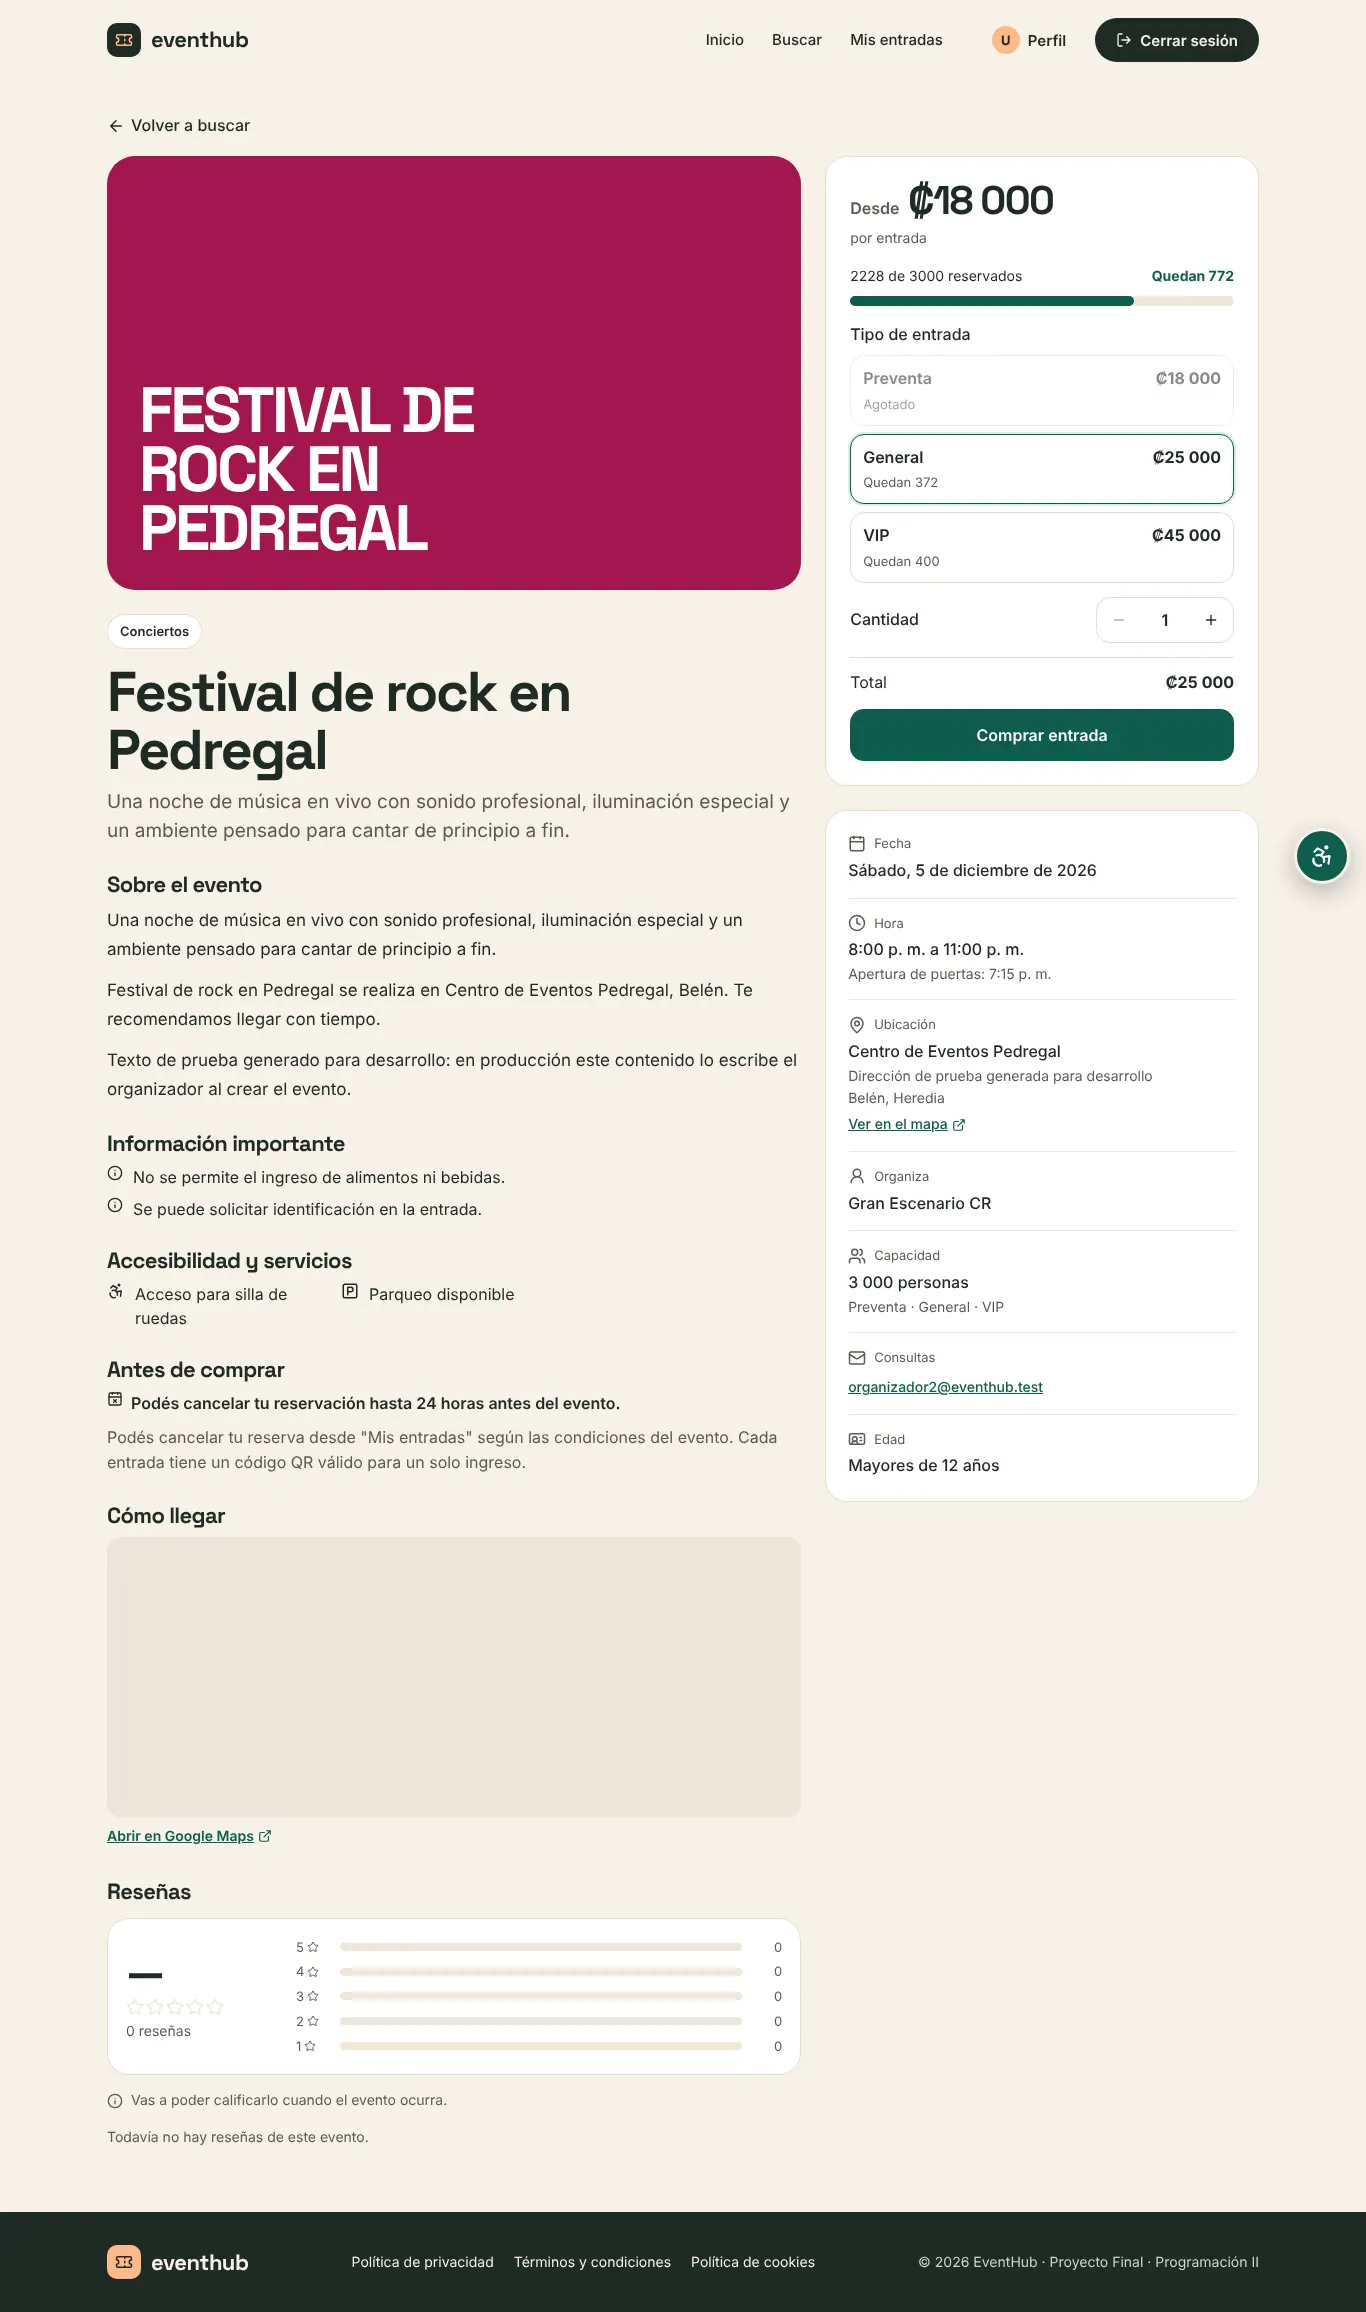 eventhub
Inicio
Buscar
Mis entradas
U
Perfil
Cerrar sesión
Volver a buscar
FESTIVAL DE
ROCK EN
PEDREGAL
Conciertos
Festival de rock en
Pedregal
Una noche de música en vivo con sonido profesional, iluminación especial y
un ambiente pensado para cantar de principio a fin.
Sobre el evento
Una noche de música en vivo con sonido profesional, iluminación especial y un
ambiente pensado para cantar de principio a fin.
Festival de rock en Pedregal se realiza en Centro de Eventos Pedregal, Belén. Te
recomendamos llegar con tiempo.
Texto de prueba generado para desarrollo: en producción este contenido lo escribe el
organizador al crear el evento.
Información importante
No se permite el ingreso de alimentos ni bebidas.
Se puede solicitar identificación en la entrada.
Accesibilidad y servicios
Acceso para silla de
ruedas
Parqueo disponible
Antes de comprar
Podés cancelar tu reservación hasta 24 horas antes del evento.
Podés cancelar tu reserva desde "Mis entradas" según las condiciones del evento. Cada
entrada tiene un código QR válido para un solo ingreso.
Cómo llegar
Abrir en Google Maps
Reseñas
—
0 reseñas
5 0
4 0
3 0
2 0
1 0
Vas a poder calificarlo cuando el evento ocurra.
Todavía no hay reseñas de este evento.
Desde ₡18 000
por entrada
2228 de 3000 reservados
Quedan 772
Tipo de entrada
Preventa ₡18 000
Agotado
General ₡25 000
Quedan 372
VIP ₡45 000
Quedan 400
Cantidad − 1 +
Total ₡25 000
Comprar entrada
Fecha
Sábado, 5 de diciembre de 2026
Hora
8:00 p. m. a 11:00 p. m.
Apertura de puertas: 7:15 p. m.
Ubicación
Centro de Eventos Pedregal
Dirección de prueba generada para desarrollo
Belén, Heredia
Ver en el mapa
Organiza
Gran Escenario CR
Capacidad
3 000 personas
Preventa · General · VIP
Consultas
organizador2@eventhub.test
Edad
Mayores de 12 años
eventhub
Política de privacidad
Términos y condiciones
Política de cookies
© 2026 EventHub · Proyecto Final · Programación II